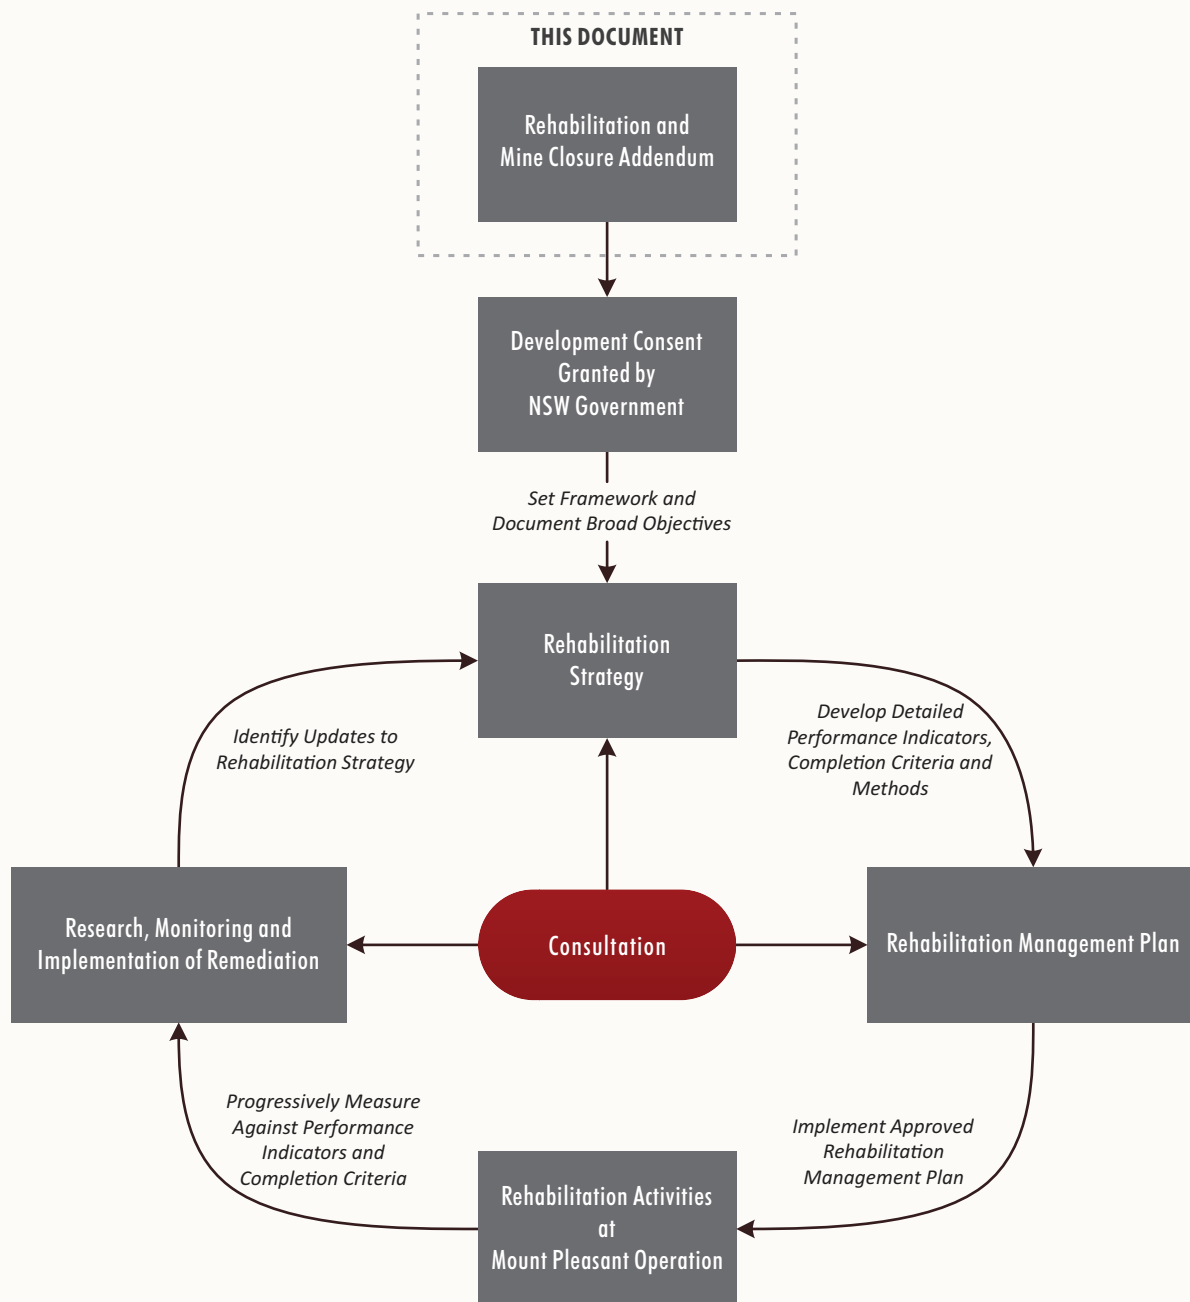 THIS DOCUMENT
Rehabilitation and
Mine Closure Addendum
Development Consent
Granted by
NSW Government
Set Framework and
Document Broad Objectives
Rehabilitation
Strategy
Identify Updates to
Rehabilitation Strategy
Develop Detailed
Performance Indicators,
Completion Criteria and
Methods
Research, Monitoring and
Implementation of Remediation
Consultation
Rehabilitation Management Plan
Progressively Measure
Against Performance
Indicators and
Completion Criteria
Implement Approved
Rehabilitation
Management Plan
Rehabilitation Activities
at
Mount Pleasant Operation